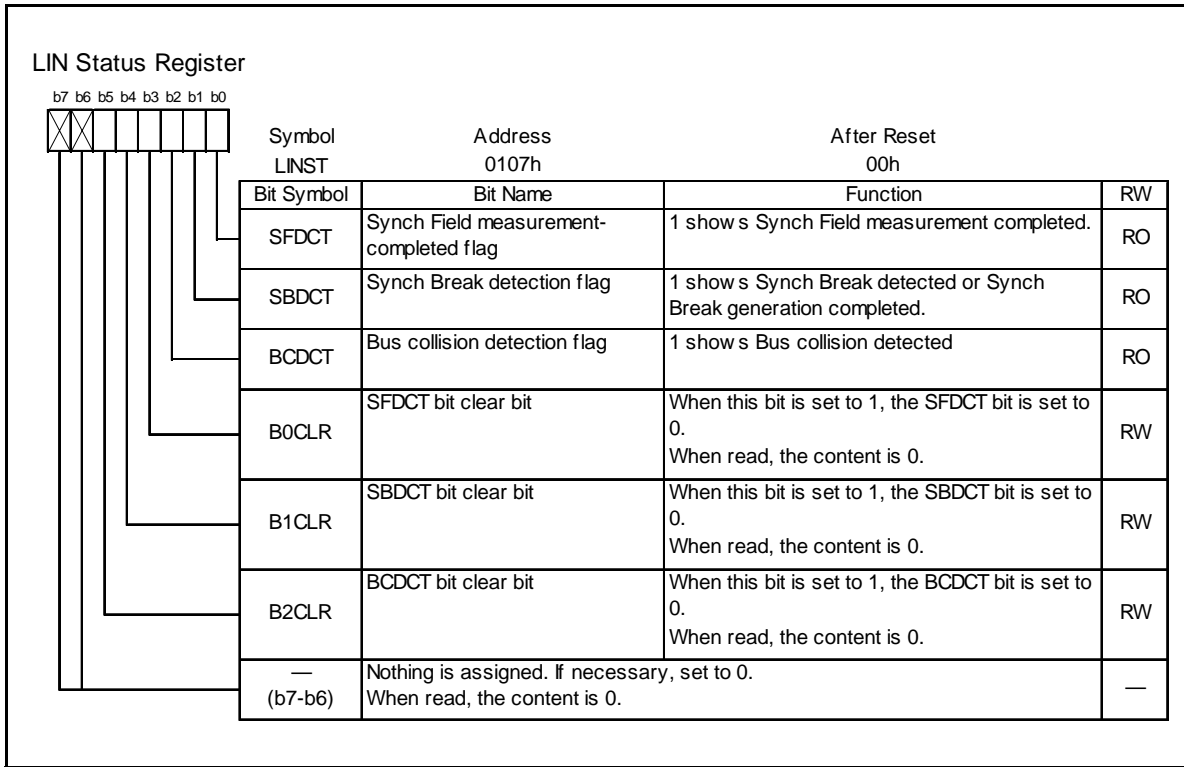 LIN Status Register
b7 b6 b5 b4 b3 b2 b1 b0
Symbol Address After Reset
LINST 0107h 00h
Bit Symbol Bit Name Function RW
SFDCT Synch Field measurement-completed flag 1 shows Synch Field measurement completed. RO
SBDCT Synch Break detection flag 1 shows Synch Break detected or Synch Break generation completed. RO
BCDCT Bus collision detection flag 1 shows Bus collision detected RO
B0CLR SFDCT bit clear bit When this bit is set to 1, the SFDCT bit is set to 0. When read, the content is 0. RW
B1CLR SBDCT bit clear bit When this bit is set to 1, the SBDCT bit is set to 0. When read, the content is 0. RW
B2CLR BCDCT bit clear bit When this bit is set to 1, the BCDCT bit is set to 0. When read, the content is 0. RW
— (b7-b6) Nothing is assigned. If necessary, set to 0. When read, the content is 0. —